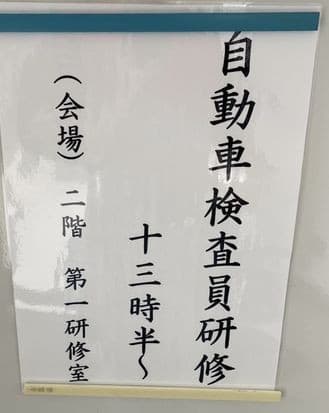 自動車検査員研修
十三時半～
（会場）二階　第一研修室